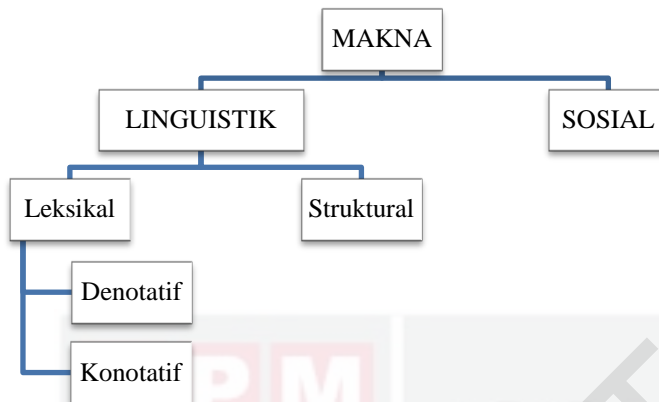 MAKNA
LINGUISTIK
SOSIAL
Leksikal
Struktural
Denotatif
Konotatif
PM